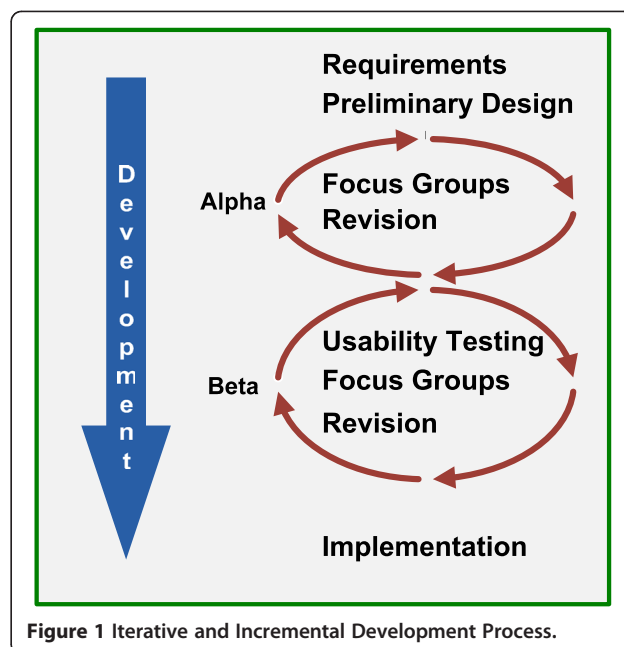 Development
Requirements
Preliminary Design
Alpha
Focus Groups
Revision
Usability Testing
Beta
Focus Groups
Revision
Implementation
Figure 1 Iterative and Incremental Development Process.